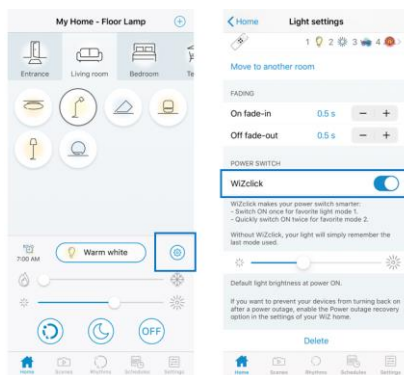 My Home - Floor Lamp
Entrance
Living room
Bedroom
Te
7:00 AM
Warm white
OFF
Home
Scenes
Rhythms
Schedules
Settings
Home
Light settings
1 2 3 4
Move to another room
FADING
On fade-in 0.5 s - +
Off fade-out 0.5 s - +
POWER SWITCH
WiZclick
WiZclick makes your power switch smarter:
- Switch ON once for favorite light mode 1.
- Quickly switch ON twice for favorite mode 2.
Without WiZclick, your light will simply remember the
last mode used.
Default light brightness at power ON.
If you want to prevent your devices from turning back on
after a power outage, enable the Power outage recovery
option in the settings of your WiZ home.
Delete
Home
Scenes
Rhythms
Schedules
Settings